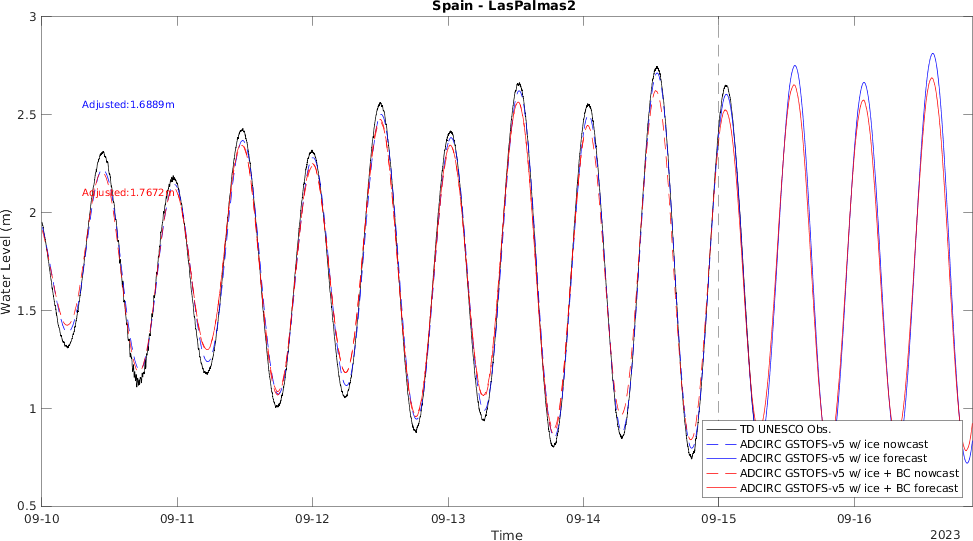 Spain - LasPalmas2
3
2.5
2
1.5
1
0.5
Water Level (m)
Adjusted:1.6889m
Adjusted:1.7672m
TD UNESCO Obs.
ADCIRC GSTOFS-v5 w/ ice nowcast
ADCIRC GSTOFS-v5 w/ ice forecast
ADCIRC GSTOFS-v5 w/ ice + BC nowcast
ADCIRC GSTOFS-v5 w/ ice + BC forecast
09-10 09-11 09-12 09-13 09-14 09-15 09-16
Time
2023